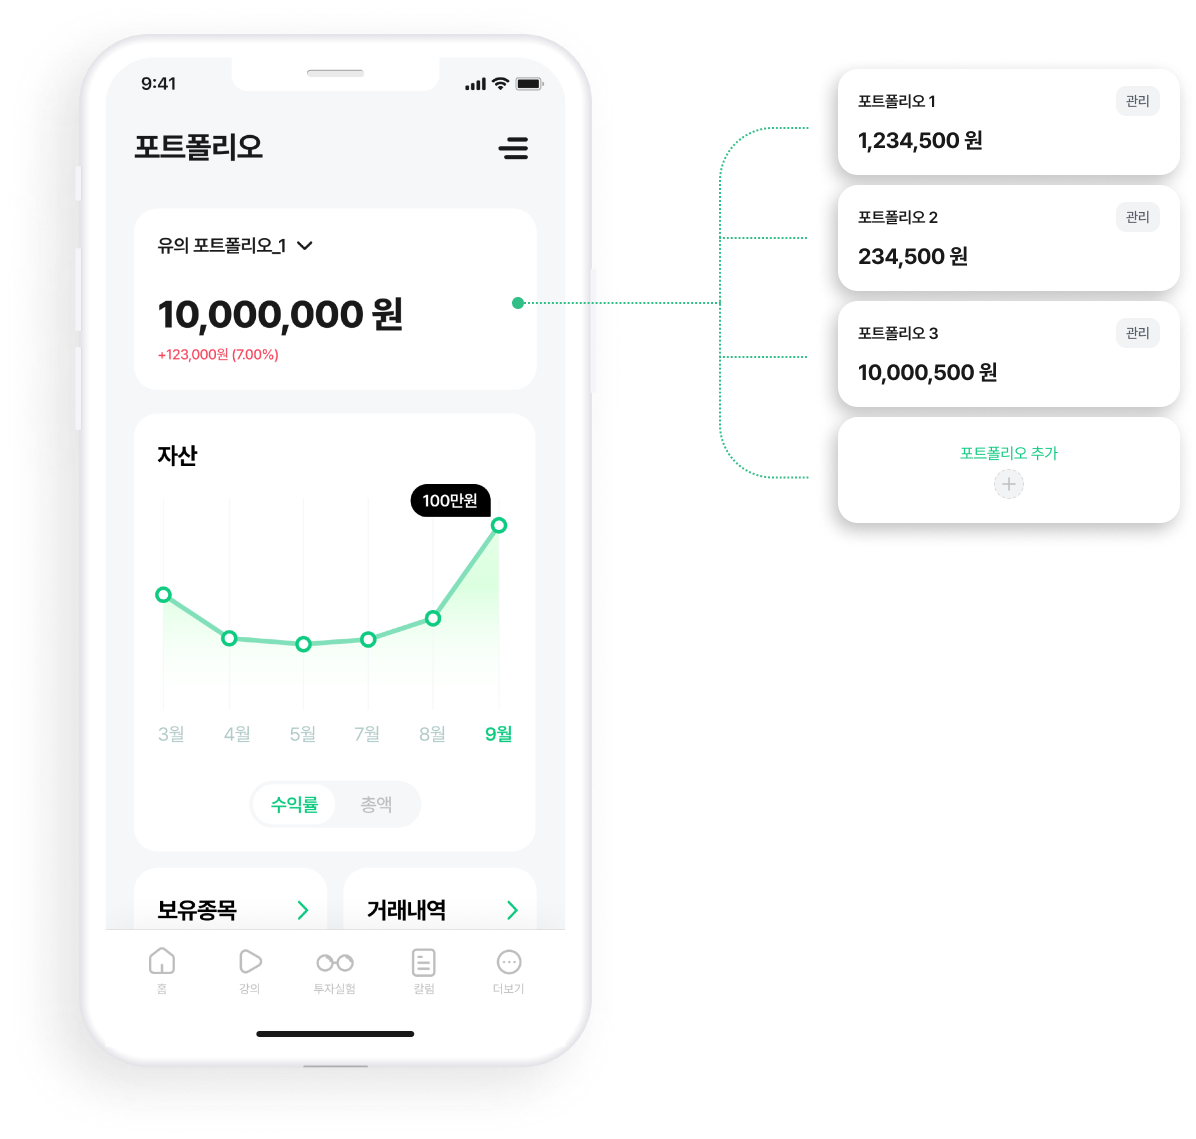 9:41
포트폴리오
유의 포트폴리오_1
10,000,000 원
+123,000원 (7.00%)
자산
100만원
3월 4월 5월 7월 8월 9월
수익률 총액
보유종목 거래내역
홈 강의 투자실험 칼럼 더보기
포트폴리오 1 관리
1,234,500 원
포트폴리오 2 관리
234,500 원
포트폴리오 3 관리
10,000,500 원
포트폴리오 추가